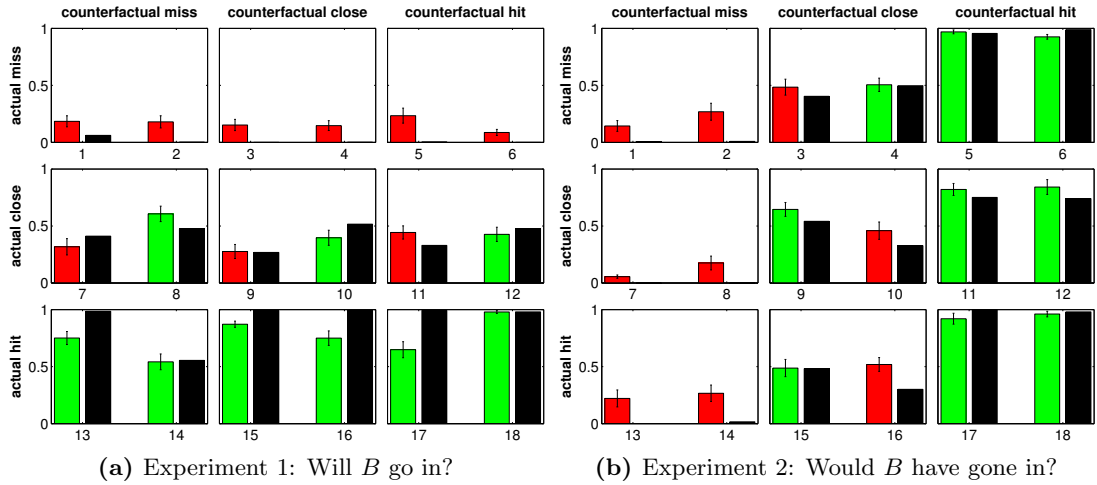 counterfactual miss counterfactual close counterfactual hit
actual miss
1
0.5
0
1 2 3 4 5 6
actual close
1
0.5
0
7 8 9 10 11 12
actual hit
1
0.5
0
13 14 15 16 17 18
(a) Experiment 1: Will B go in?
counterfactual miss counterfactual close counterfactual hit
actual miss
1
0.5
0
1 2 3 4 5 6
actual close
1
0.5
0
7 8 9 10 11 12
actual hit
1
0.5
0
13 14 15 16 17 18
(b) Experiment 2: Would B have gone in?